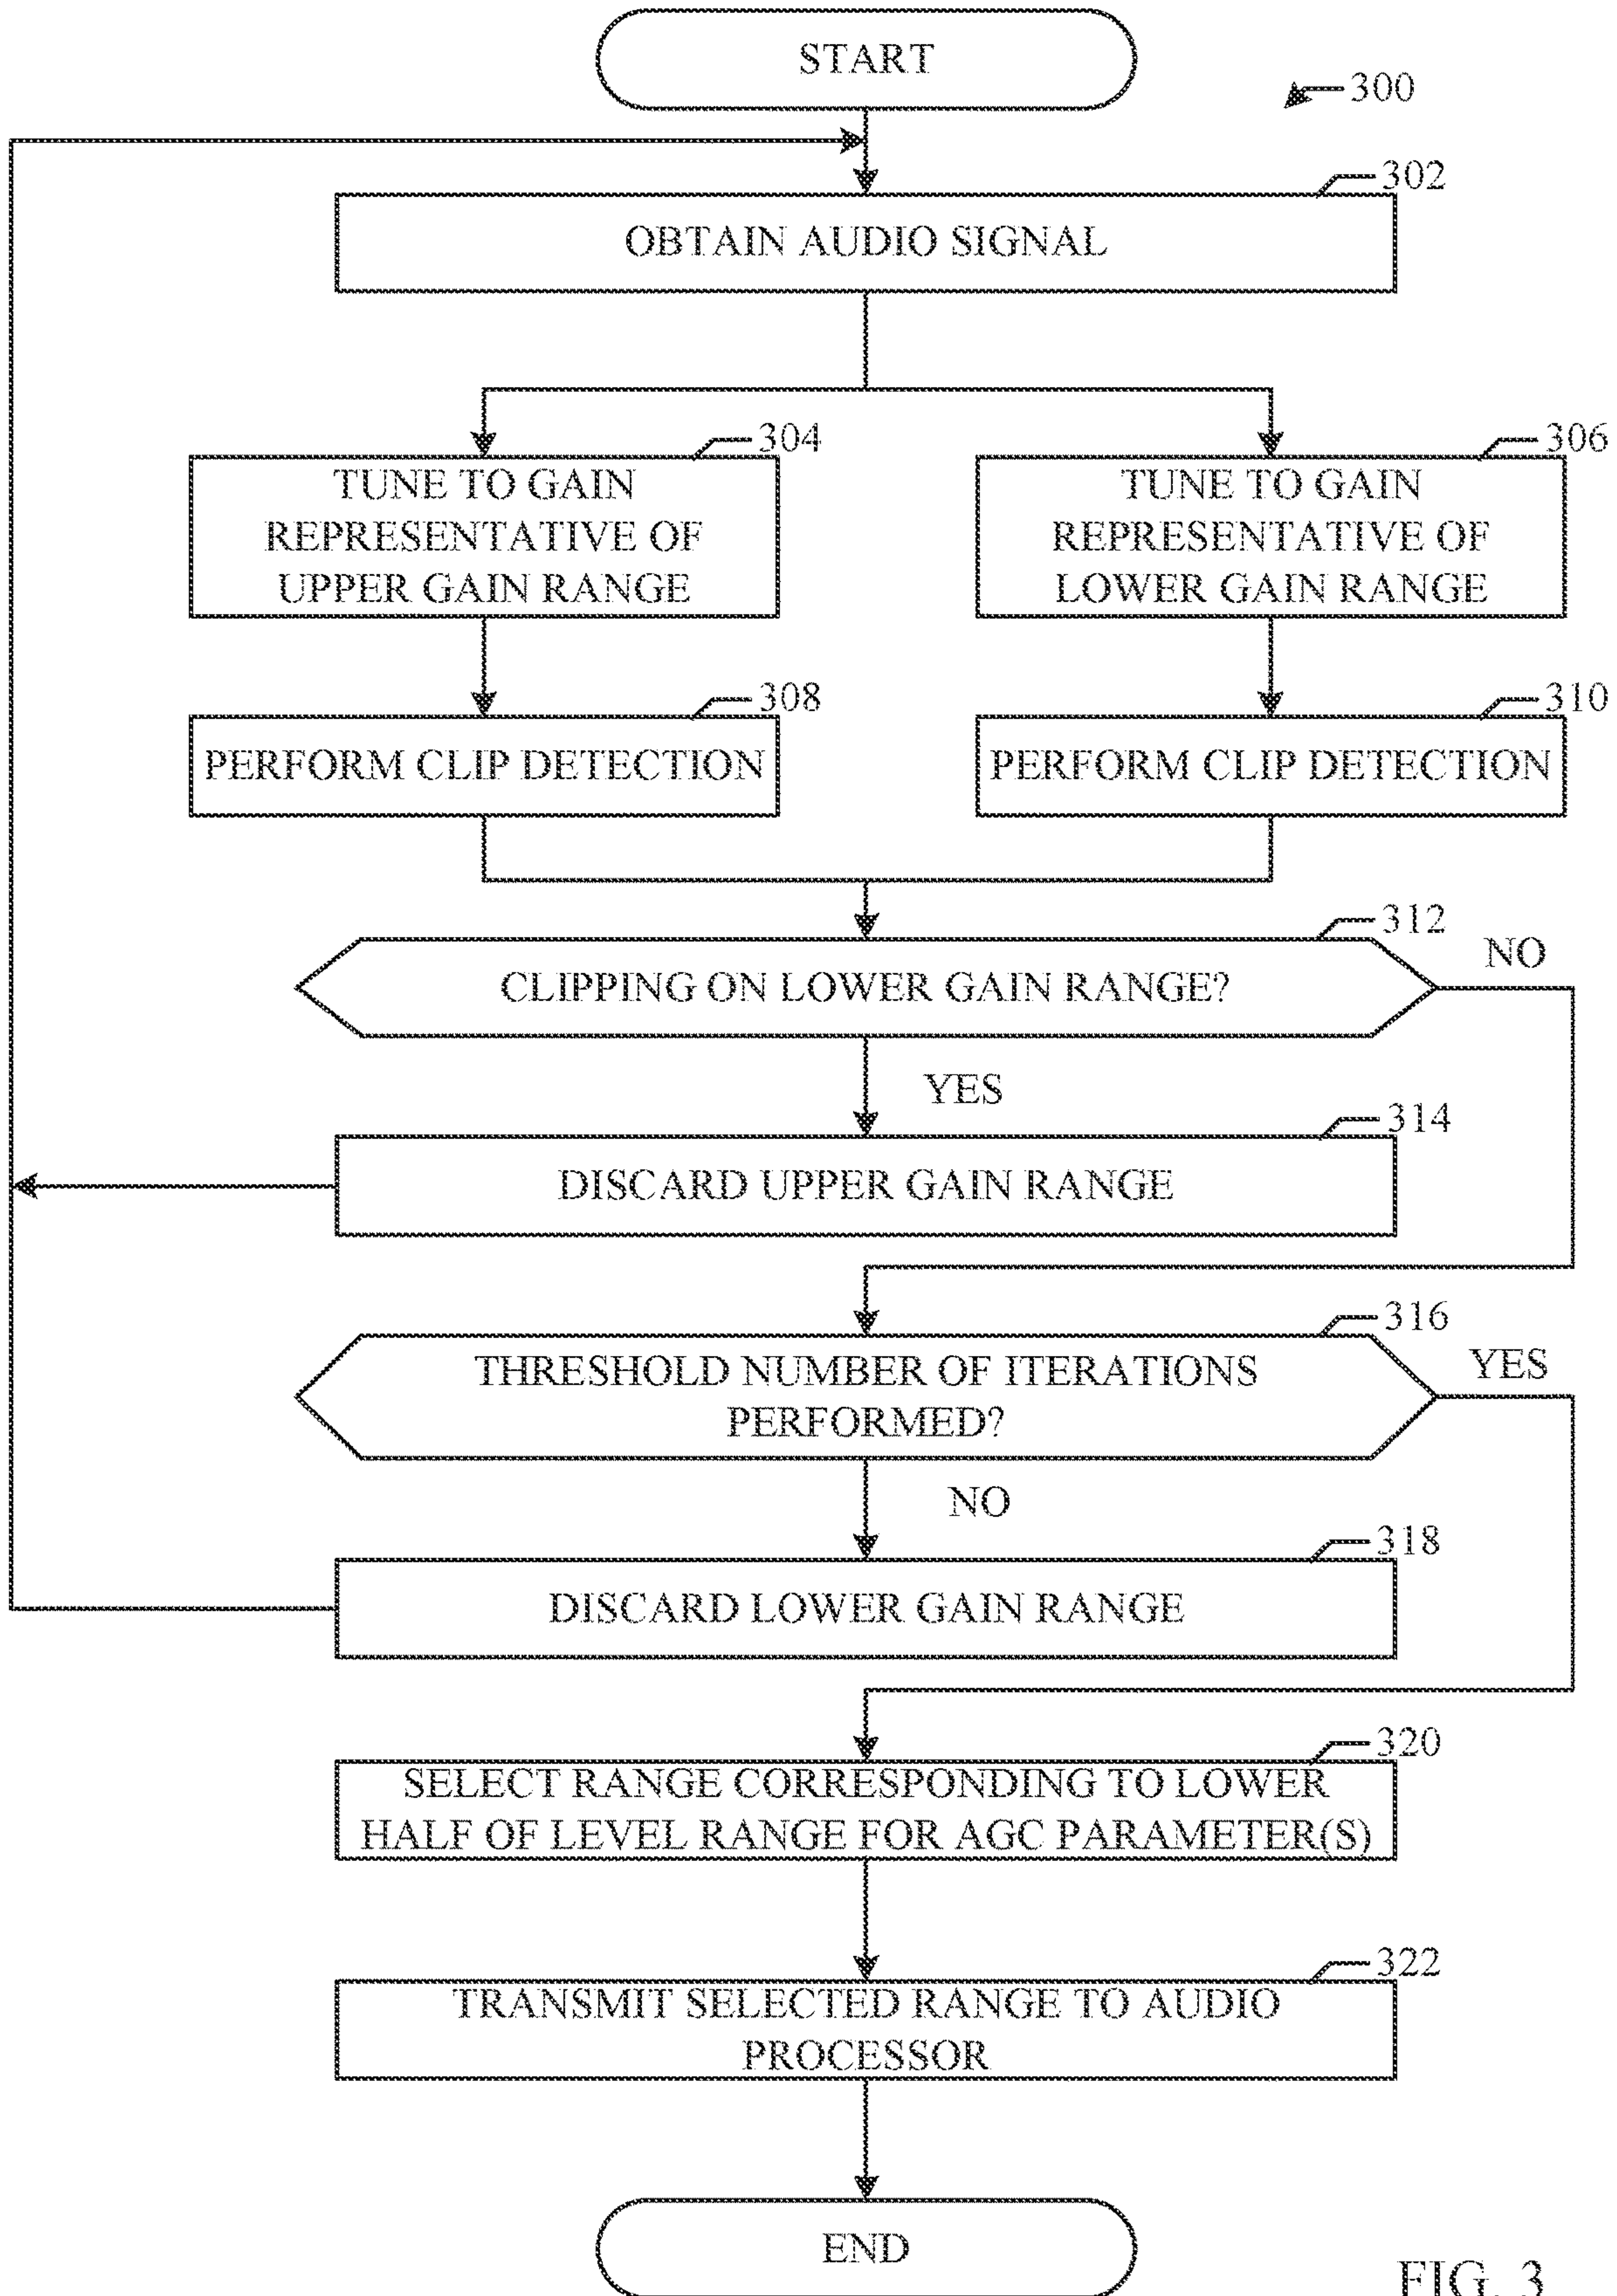 START
300
302
OBTAIN AUDIO SIGNAL
304
TUNE TO GAIN
REPRESENTATIVE OF
UPPER GAIN RANGE
306
TUNE TO GAIN
REPRESENTATIVE OF
LOWER GAIN RANGE
308
PERFORM CLIP DETECTION
310
PERFORM CLIP DETECTION
312
CLIPPING ON LOWER GAIN RANGE?
NO
YES
314
DISCARD UPPER GAIN RANGE
316
THRESHOLD NUMBER OF ITERATIONS
PERFORMED?
YES
NO
318
DISCARD LOWER GAIN RANGE
320
SELECT RANGE CORRESPONDING TO LOWER
HALF OF LEVEL RANGE FOR AGC PARAMETER(S)
322
TRANSMIT SELECTED RANGE TO AUDIO
PROCESSOR
END
FIG. 3